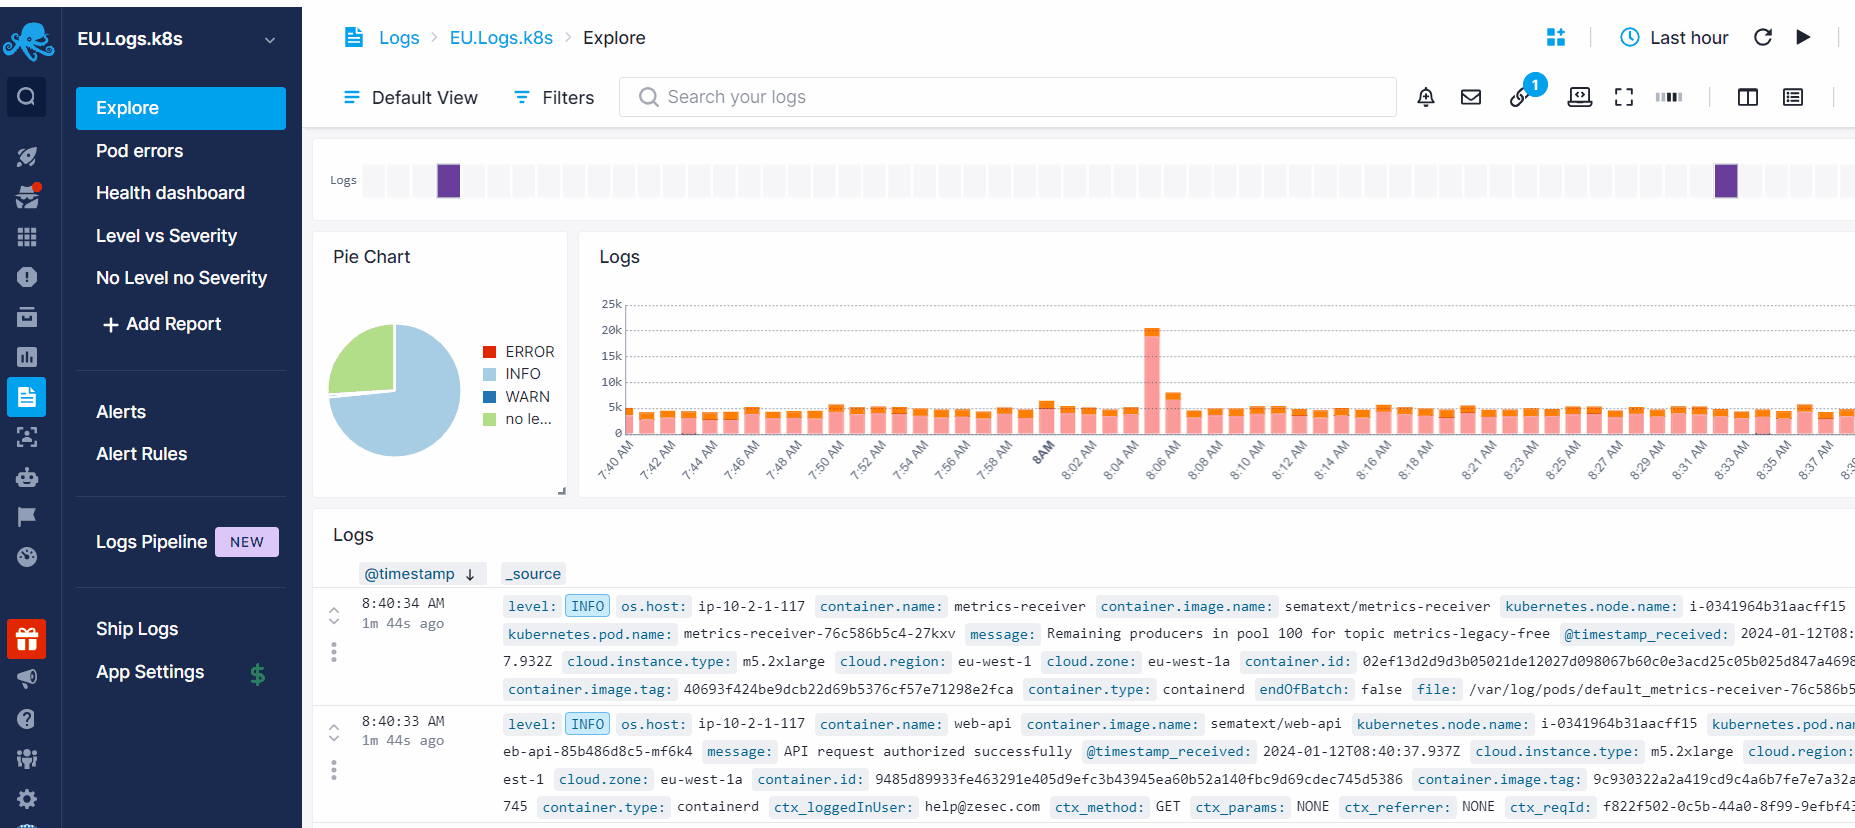 EU.Logs.k8s
Explore
Pod errors
Health dashboard
Level vs Severity
No Level no Severity
+ Add Report
Alerts
Alert Rules
Logs Pipeline NEW
Ship Logs
App Settings $
Logs > EU.Logs.k8s > Explore
Last hour
Default View Filters Search your logs 1
Logs
Pie Chart
ERROR
INFO
WARN
no le...
Logs
25k
20k
15k
10k
5k
0
7:40 AM 7:42 AM 7:44 AM 7:46 AM 7:48 AM 7:50 AM 7:52 AM 7:54 AM 7:56 AM 7:58 AM 8AM 8:02 AM 8:04 AM 8:06 AM 8:08 AM 8:10 AM 8:12 AM 8:14 AM 8:16 AM 8:18 AM 8:21 AM 8:23 AM 8:25 AM 8:27 AM 8:29 AM 8:31 AM 8:33 AM 8:35 AM 8:37 AM
Logs
@timestamp ↓ _source
8:40:34 AM
1m 44s ago
level: INFO os.host: ip-10-2-1-117 container.name: metrics-receiver container.image.name: sematext/metrics-receiver kubernetes.node.name: i-0341964b31aacff15
kubernetes.pod.name: metrics-receiver-76c586b5c4-27kxv message: Remaining producers in pool 100 for topic metrics-legacy-free @timestamp_received: 2024-01-12T08:
7.932Z cloud.instance.type: m5.2xlarge cloud.region: eu-west-1 cloud.zone: eu-west-1a container.id: 02ef13d2d9d3b05021de12027d098067b60c0e3acd25c05b025d847a4698
container.image.tag: 40693f424be9dcb22d69b5376cf57e71298e2fca container.type: containerd endOfBatch: false file: /var/log/pods/default_metrics-receiver-76c586b5
8:40:33 AM
1m 44s ago
level: INFO os.host: ip-10-2-1-117 container.name: web-api container.image.name: sematext/web-api kubernetes.node.name: i-0341964b31aacff15 kubernetes.pod.nam
eb-api-85b486d8c5-mf6k4 message: API request authorized successfully @timestamp_received: 2024-01-12T08:40:37.937Z cloud.instance.type: m5.2xlarge cloud.region:
est-1 cloud.zone: eu-west-1a container.id: 9485d89933fe463291e405d9efc3b43945ea60b52a140fbc9d69cdec745d5386 container.image.tag: 9c930322a2a419cd9c4a6b7fe7e7a32a
745 container.type: containerd ctx_loggedInUser: help@zesec.com ctx_method: GET ctx_params: NONE ctx_referrer: NONE ctx_reqId: f822f502-0c5b-44a0-8f99-9efbf43